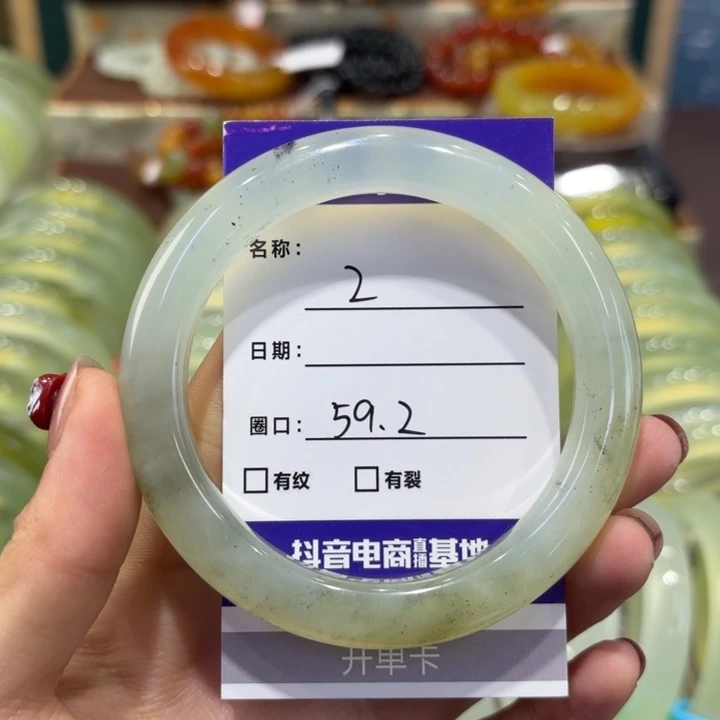 名称: 2
日期:
圈口: 59.2
有纹 有裂
抖音电商直播基地
开单卡